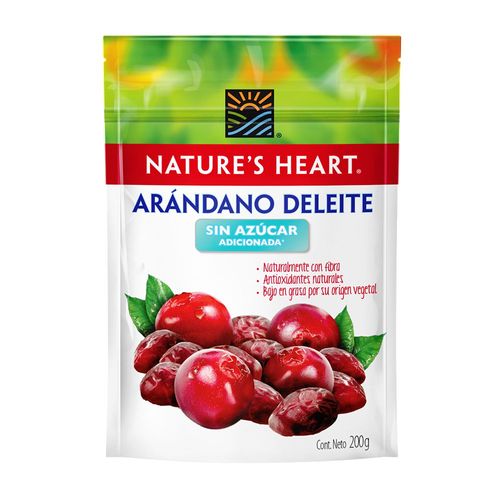 ®
NATURE'S HEART®
ARÁNDANO DELEITE
SIN AZÚCAR
ADICIONADA*
• Naturalmente con fibra
• Antioxidantes naturales
• Bajo en grasa por su origen vegetal
Cont. Neto 200g